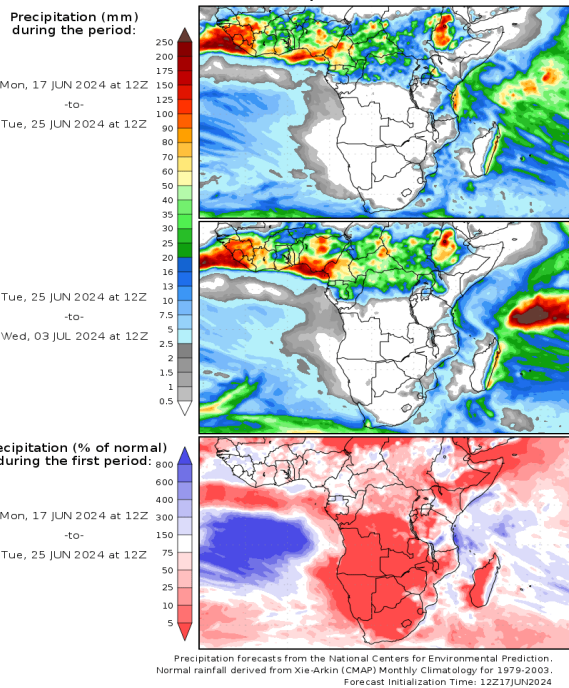 Precipitation (mm)
during the period:
250
200
175
150
125
100
90
80
70
60
50
40
35
30
25
20
16
13
10
7.5
5
2.5
2
1.5
1
0.5
Mon, 17 JUN 2024 at 12Z
-to-
Tue, 25 JUN 2024 at 12Z
Tue, 25 JUN 2024 at 12Z
-to-
Wed, 03 JUL 2024 at 12Z
ecipitation (% of normal)
during the first period:
800
600
400
300
150
75
50
25
10
5
Mon, 17 JUN 2024 at 12Z
-to-
Tue, 25 JUN 2024 at 12Z
Precipitation forecasts from the National Centers for Environmental Prediction.
Normal rainfall derived from Xie-Arkin (CMAP) Monthly Climatology for 1979-2003.
Forecast Initialization Time: 12Z17JUN2024